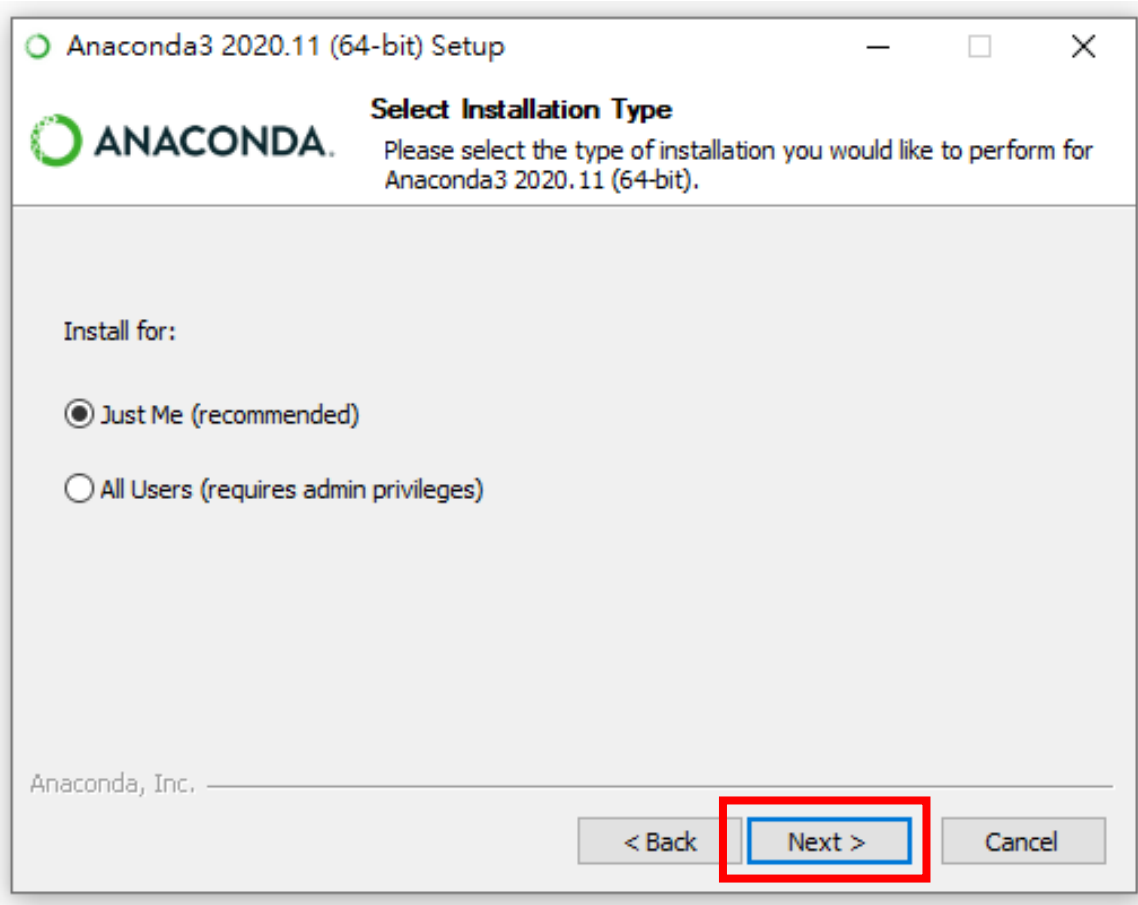 Anaconda3 2020.11 (64-bit) Setup
ANACONDA.
Select Installation Type
Please select the type of installation you would like to perform for
Anaconda3 2020.11 (64-bit).
Install for:
Just Me (recommended)
All Users (requires admin privileges)
Anaconda, Inc.
< Back
Next >
Cancel